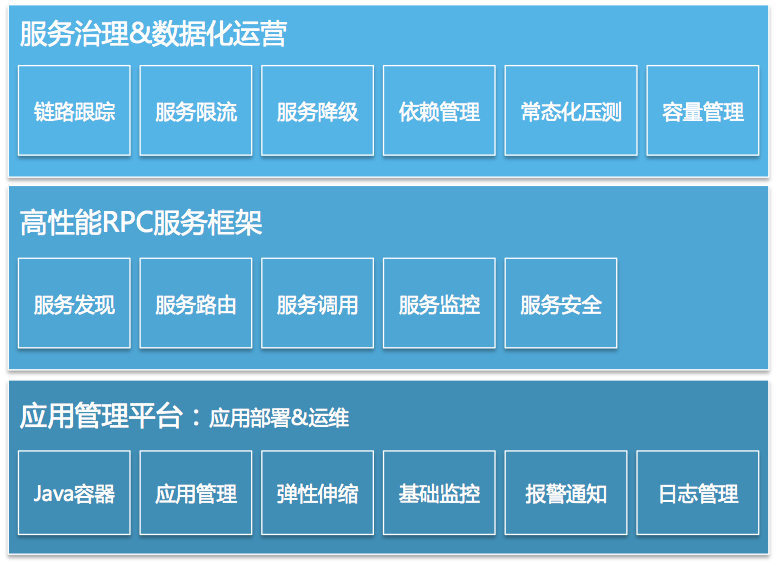 服务治理&数据化运营
链路跟踪 服务限流 服务降级 依赖管理 常态化压测 容量管理
高性能RPC服务框架
服务发现 服务路由 服务调用 服务监控 服务安全
应用管理平台：应用部署&运维
Java容器 应用管理 弹性伸缩 基础监控 报警通知 日志管理